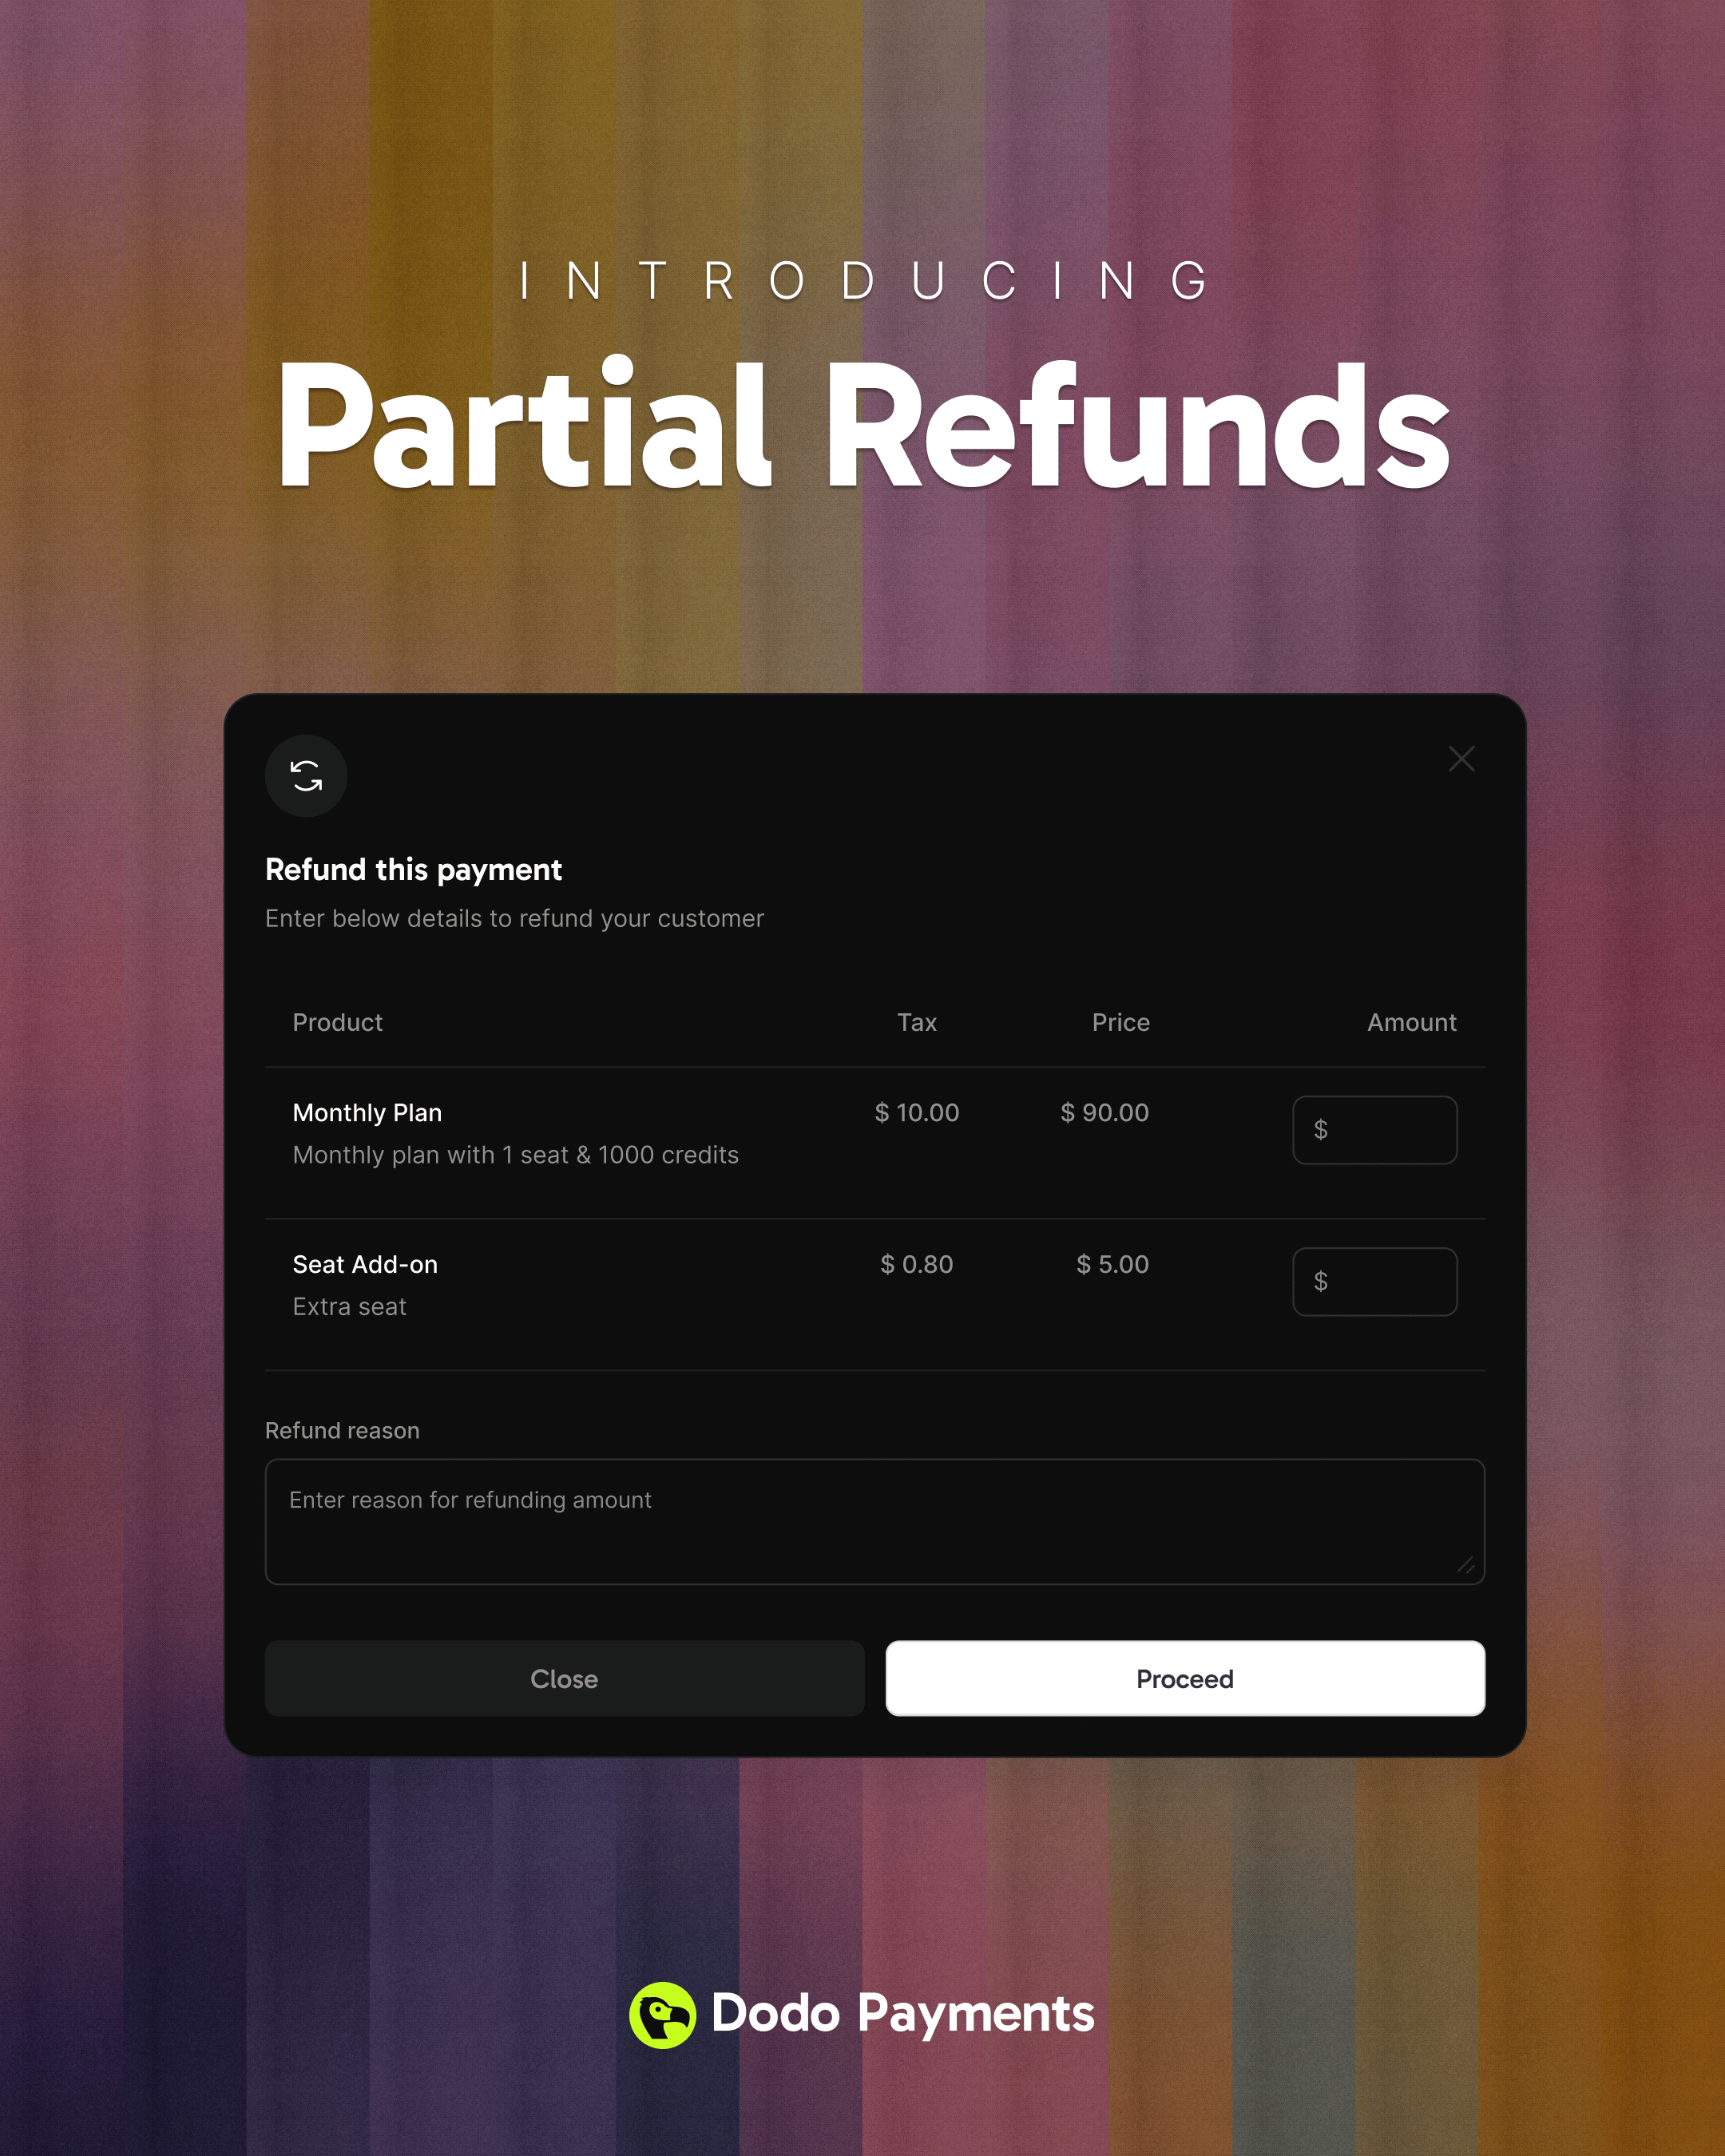 INTRODUCING
Partial Refunds
Refund this payment
Enter below details to refund your customer
Product Tax Price Amount
Monthly Plan $ 10.00 $ 90.00 $
Monthly plan with 1 seat & 1000 credits
Seat Add-on $ 0.80 $ 5.00 $
Extra seat
Refund reason
Enter reason for refunding amount
Close Proceed
Dodo Payments